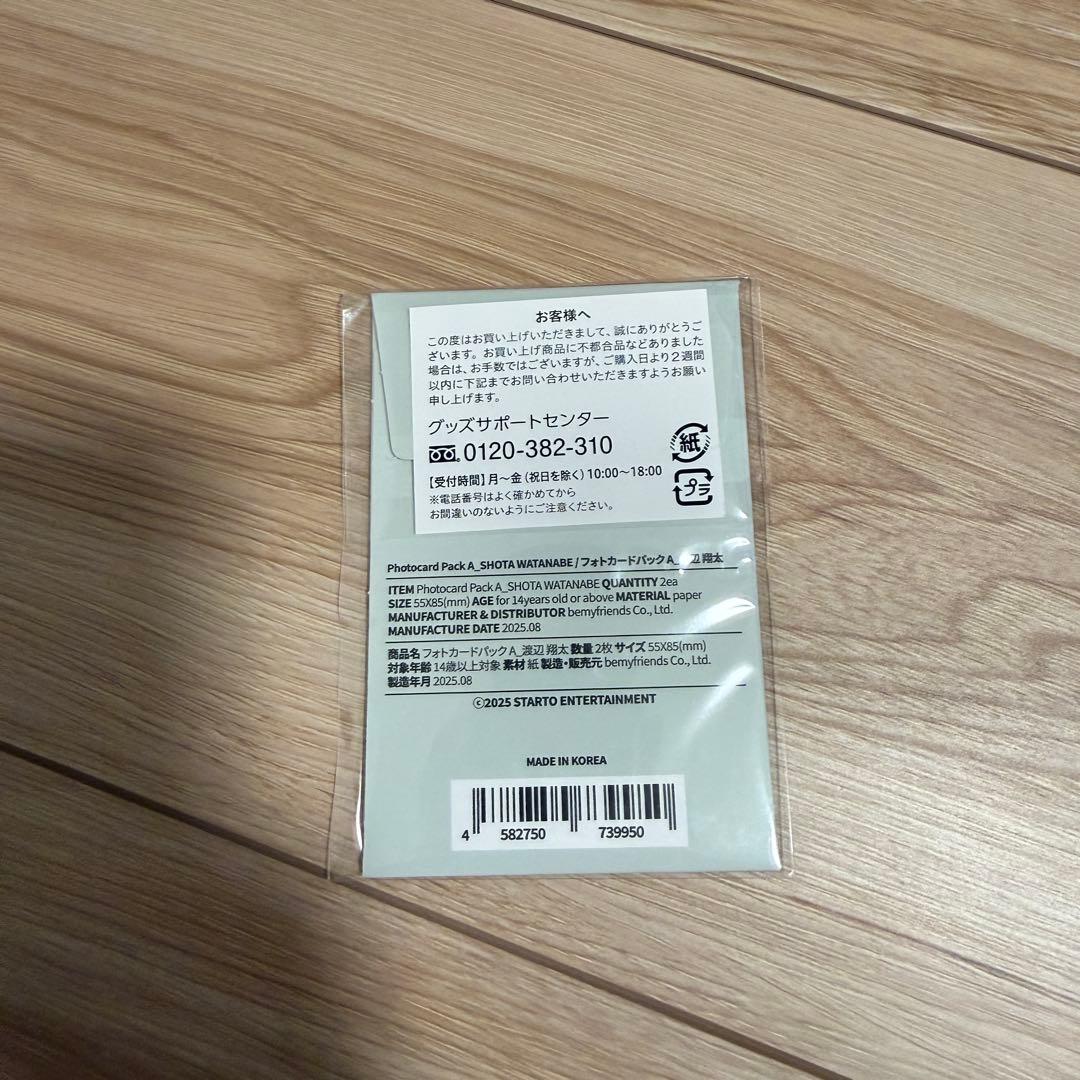 お客様へ
この度はお買い上げいただきまして、誠にありがとうご
ざいます。お買い上げ商品に不都合品などありました
場合は、お手数ではございますが、ご購入日より2週間
以内に下記までお問い合わせいただきますようお願い
申し上げます。
グッズサポートセンター
0120-382-310
【受付時間】月～金（祝日を除く）10:00～18:00
※電話番号はよく確かめてから
お間違いのないようにご注意ください。
紙
プラ
Photocard Pack A_SHOTA WATANABE / フォトカードパック A_渡辺 翔太
ITEM Photocard Pack A_SHOTA WATANABE QUANTITY 2ea
SIZE 55X85(mm) AGE for 14years old or above MATERIAL paper
MANUFACTURER & DISTRIBUTOR bemyfriends Co., Ltd.
MANUFACTURE DATE 2025.08
商品名 フォトカードパック A_渡辺 翔太 数量 2枚 サイズ 55X85(mm)
対象年齢 14歳以上対象 素材 紙 製造・販売元 bemyfriends Co., Ltd.
製造年月 2025.08
©2025 STARTO ENTERTAINMENT
MADE IN KOREA
4 582750 739950